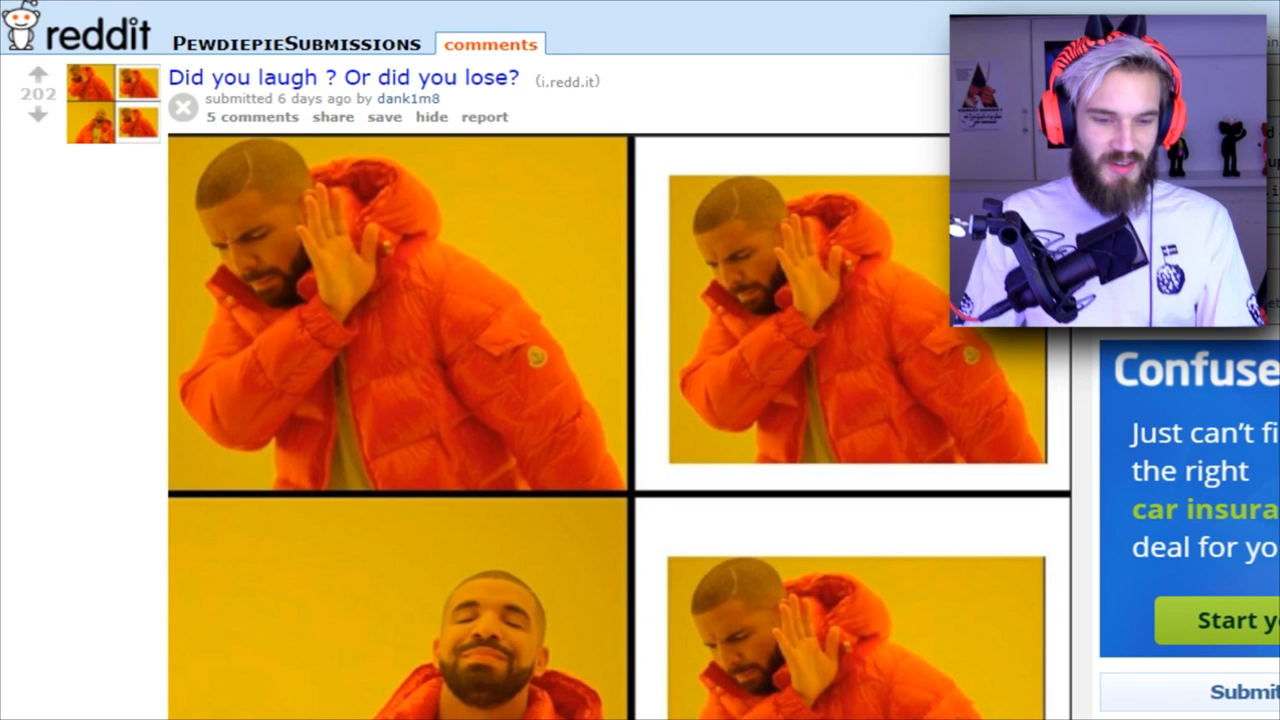 reddit PEWDIEPIESUBMISSIONS comments
202
Did you laugh ? Or did you lose? (i.redd.it)
submitted 6 days ago by dank1m8
5 comments share save hide report
Confuse
Just can't fi
the right
car insura
deal for yo
Start y
Submi